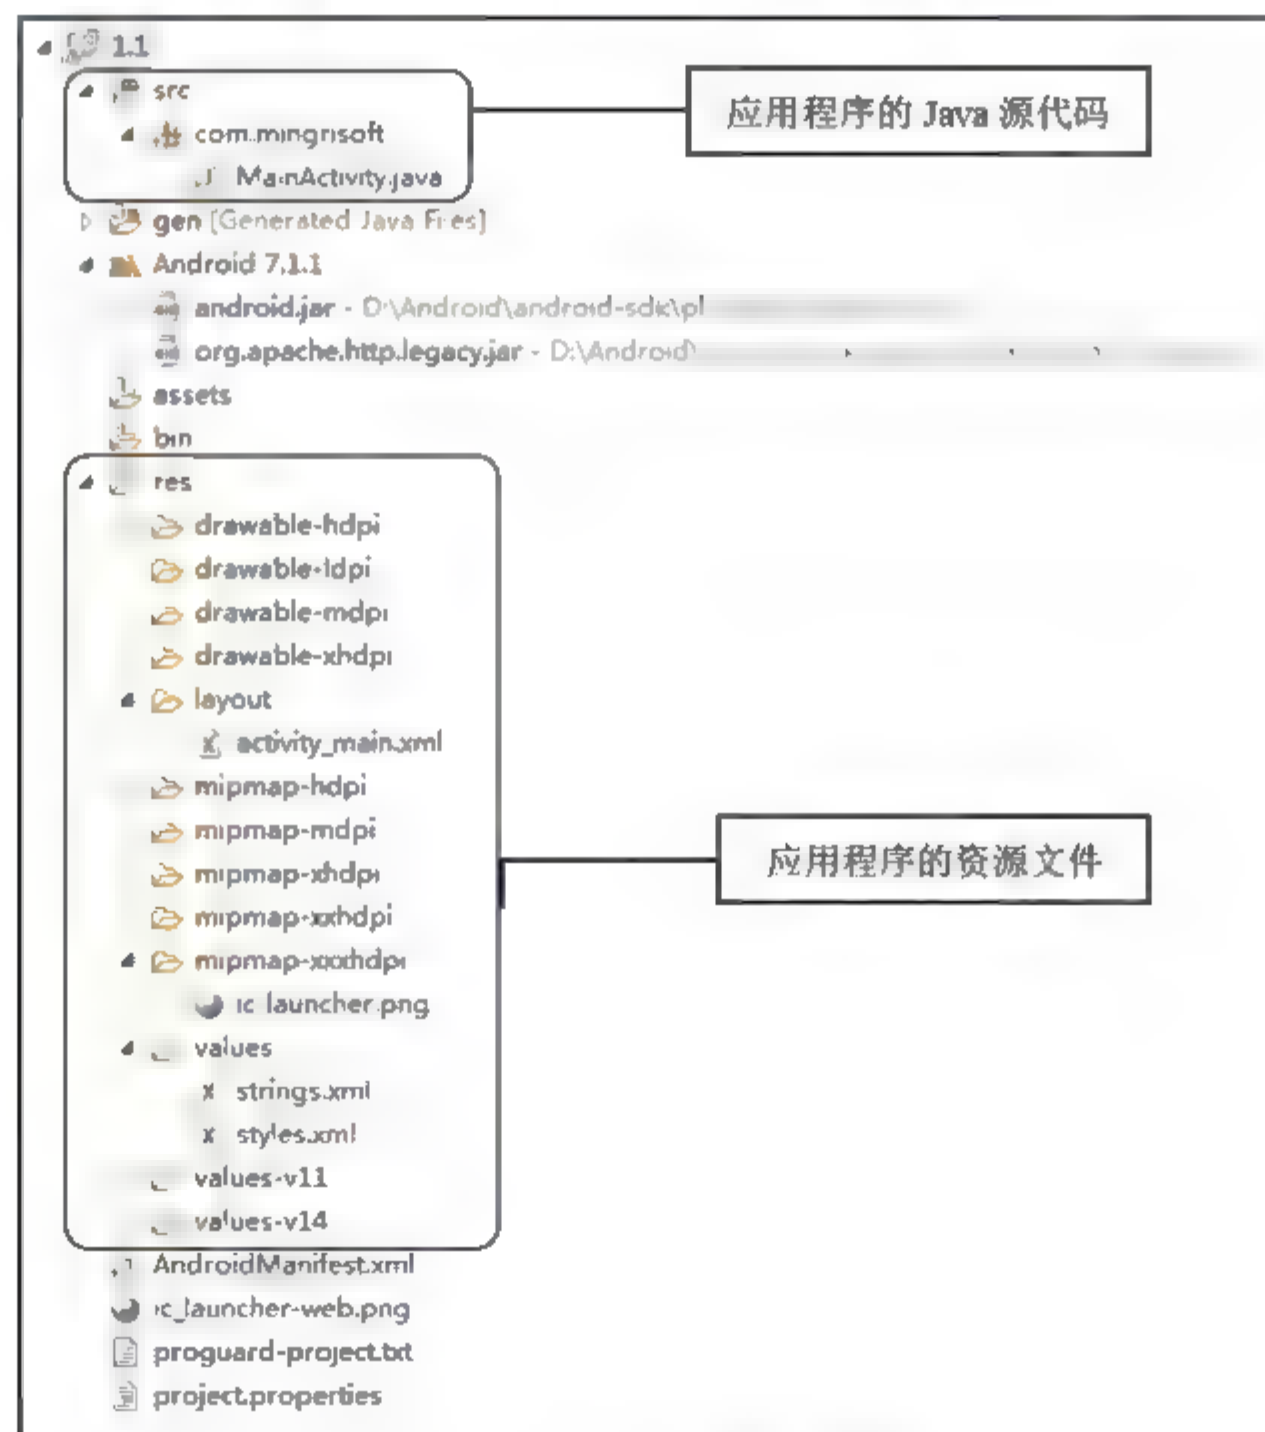 1.1
src
应用程序的 Java 源代码
com.mingrisoft
MainActivity.java
gen [Generated Java Files]
Android 7.1.1
android.jar - D:\Android\android-sdk\pl
org.apache.http.legacy.jar - D:\Android\
assets
bin
res
drawable-hdpi
drawable-ldpi
drawable-mdpi
drawable-xhdpi
layout
activity_main.xml
mipmap-hdpi
mipmap-mdpi
mipmap-xhdpi
应用程序的资源文件
mipmap-xxhdpi
mipmap-xxxhdpi
ic_launcher.png
values
strings.xml
styles.xml
values-v11
values-v14
AndroidManifest.xml
ic_launcher-web.png
proguard-project.txt
project.properties